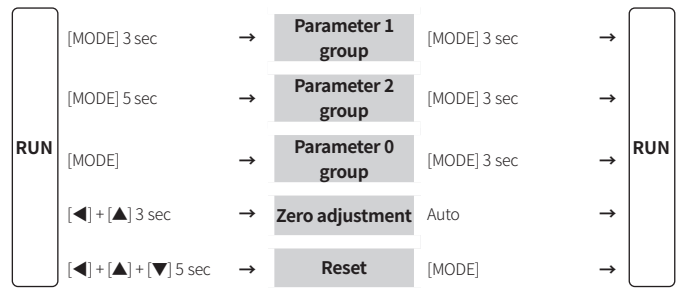 [MODE] 3 sec → Parameter 1 group [MODE] 3 sec →
[MODE] 5 sec → Parameter 2 group [MODE] 3 sec →
RUN [MODE] → Parameter 0 group [MODE] 3 sec → RUN
[◀] + [▲] 3 sec → Zero adjustment Auto →
[◀] + [▲] + [▼] 5 sec → Reset [MODE] →